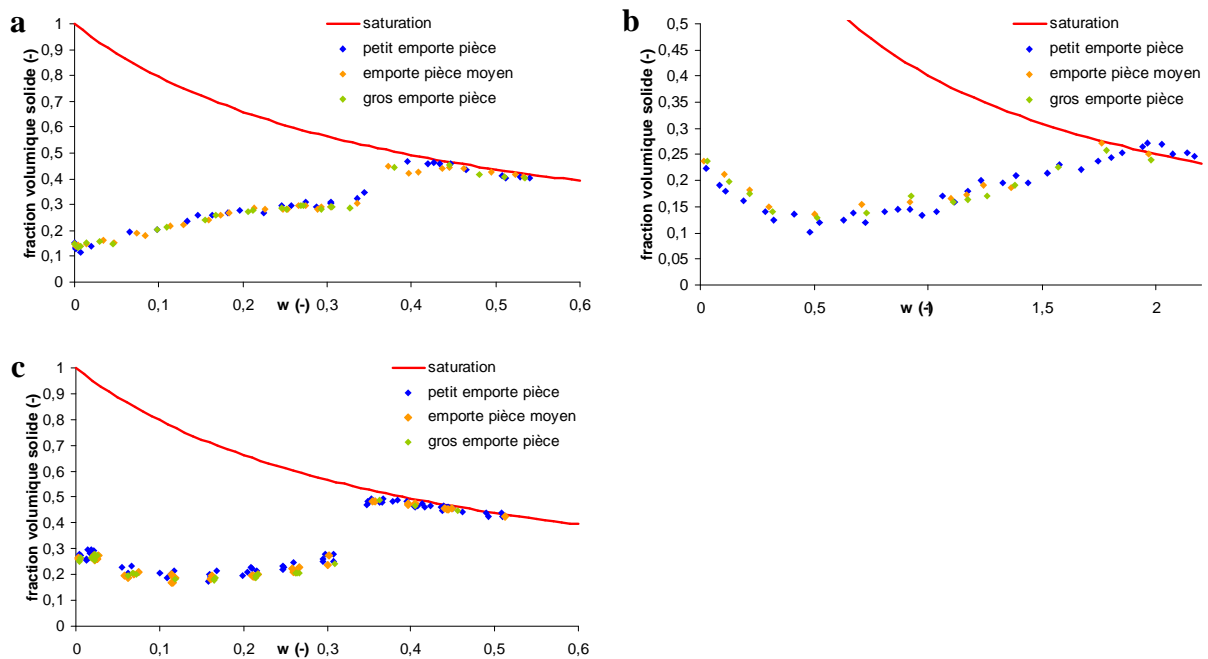 a
fraction volumique solide (-)
1
0,9
0,8
0,7
0,6
0,5
0,4
0,3
0,2
0,1
0
0
0,1
0,2
0,3
0,4
0,5
0,6
w (-)
saturation
petit emporte pièce
emporte pièce moyen
gros emporte pièce
b
fraction volumique solide (-)
0,5
0,45
0,4
0,35
0,3
0,25
0,2
0,15
0,1
0,05
0
0
0,5
1
1,5
2
w (-)
saturation
petit emporte pièce
emporte pièce moyen
gros emporte pièce
c
fraction volumique solide (-)
1
0,9
0,8
0,7
0,6
0,5
0,4
0,3
0,2
0,1
0
0
0,1
0,2
0,3
0,4
0,5
0,6
w (-)
saturation
petit emporte pièce
emporte pièce moyen
gros emporte pièce